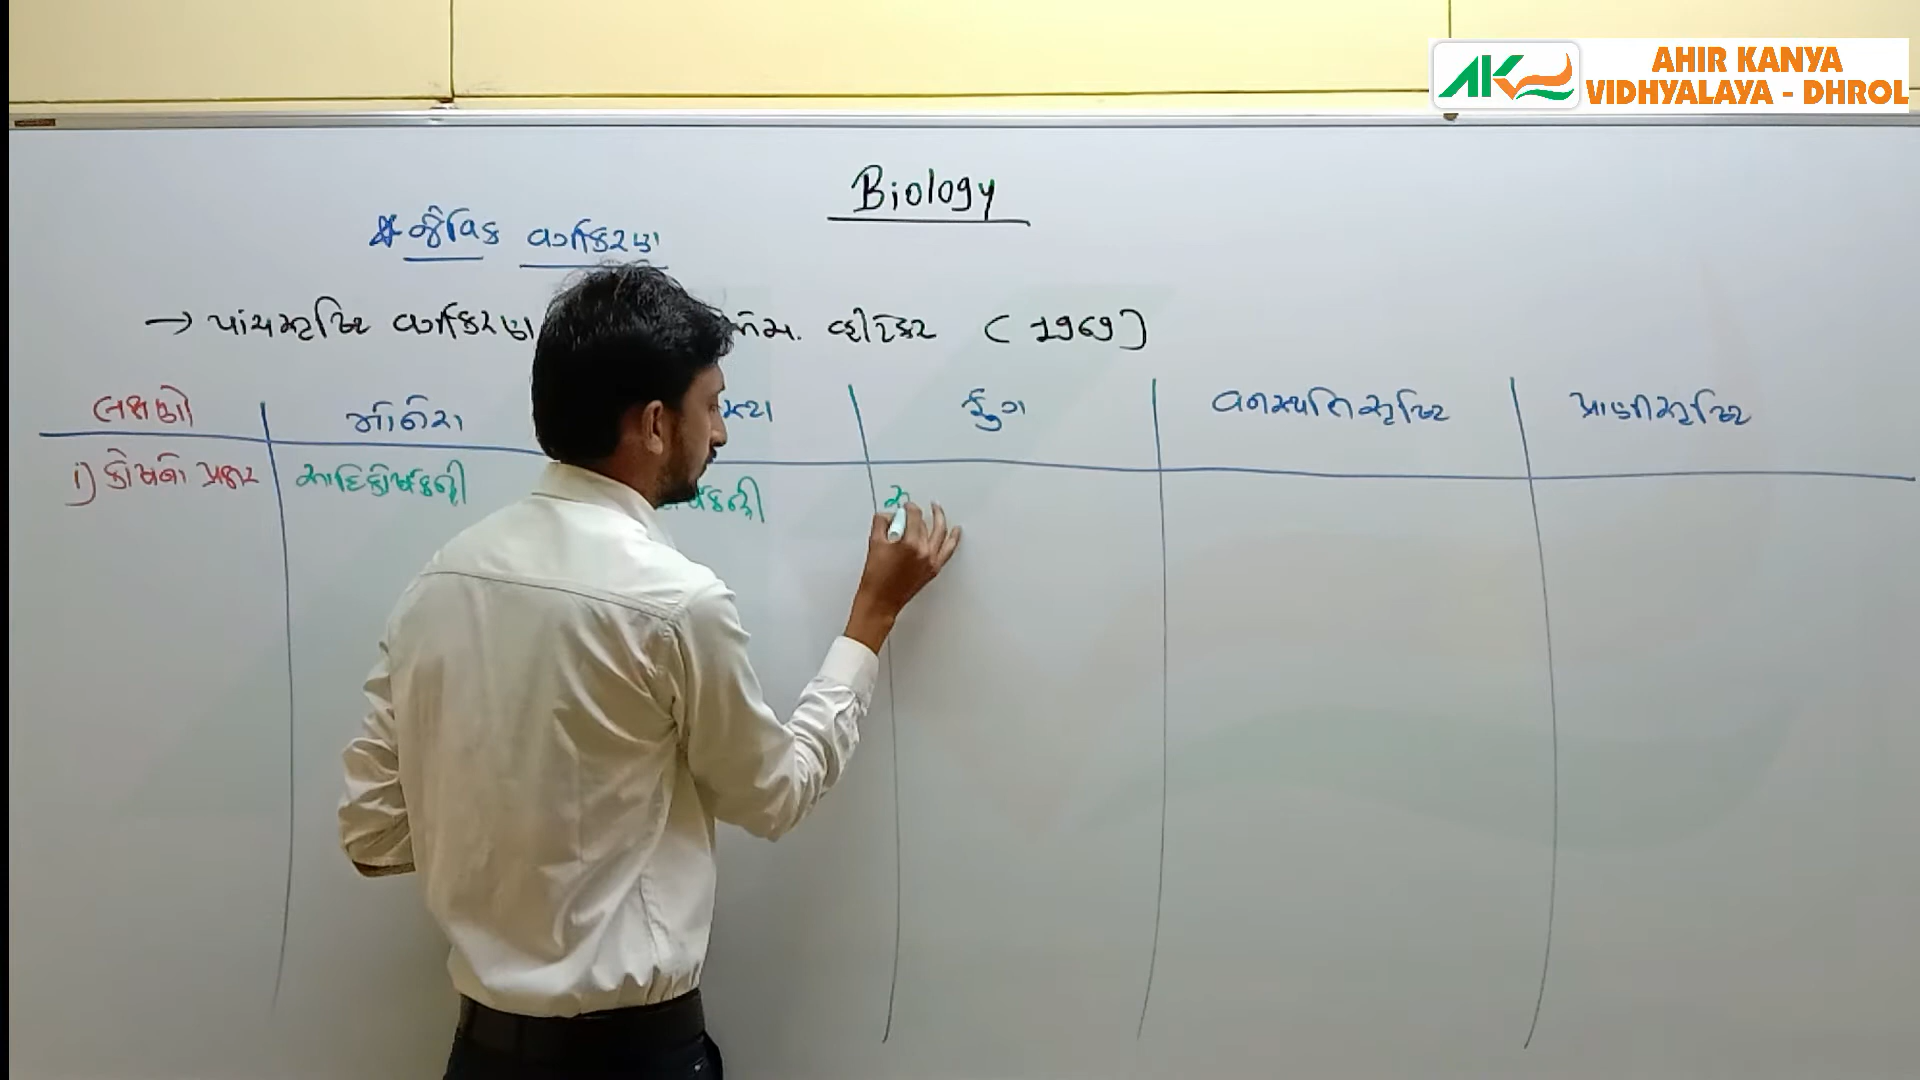 AHIR KANYA
VIDHYALAYA - DHROL
Biology
* જૈવિક વર્ગીકરણ
→ પાંચસૃષ્ટિ વર્ગીકરણ વ્હીટેકર (1969)
લક્ષણો મોનેરા ફુગ વનસ્પતિસૃષ્ટિ પ્રાણીસૃષ્ટિ
1) કોષનો પ્રકાર આદિકોષકેન્દ્રી